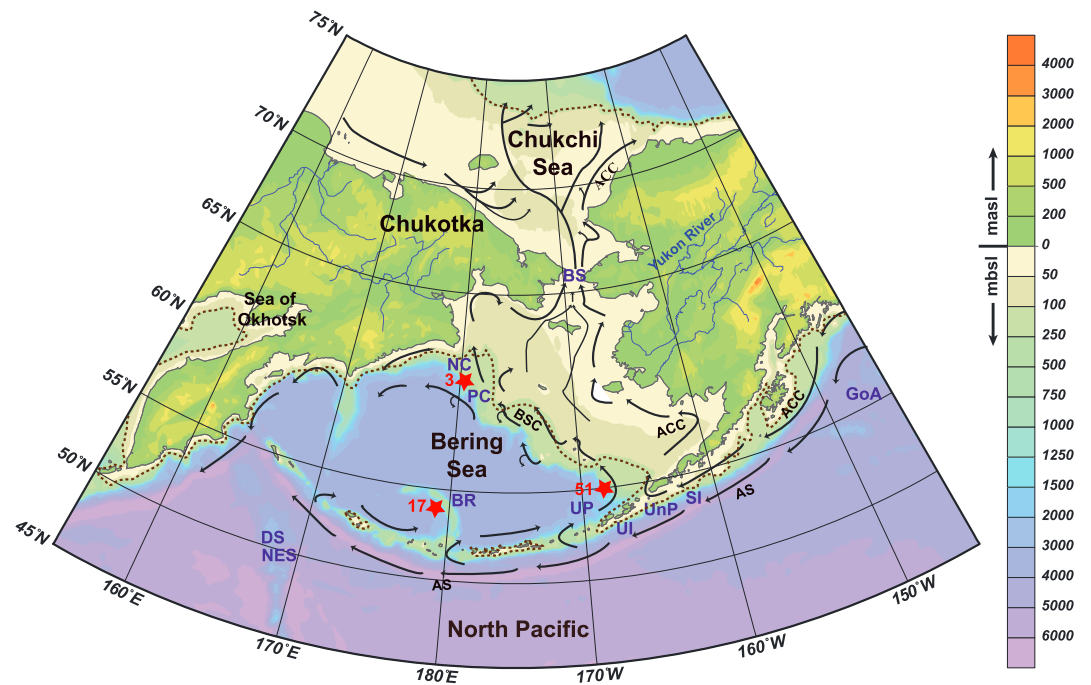 75°N
70°N
65°N
60°N
55°N
50°N
45°N
160°E
170°E
180°E
170°W
160°W
150°W
Chukchi
Sea
ACC
Chukotka
Yukon River
BS
Sea of
Okhotsk
NC
3
PC
GoA
ACC
BSC
ACC
Bering
Sea
51
SI
AS
17
BR
UP
UnP
UI
DS
NES
AS
North Pacific
4000
3000
2000
1000
500
200
0
50
100
250
500
750
1000
1250
1500
2000
3000
4000
5000
6000
masl
mbsl